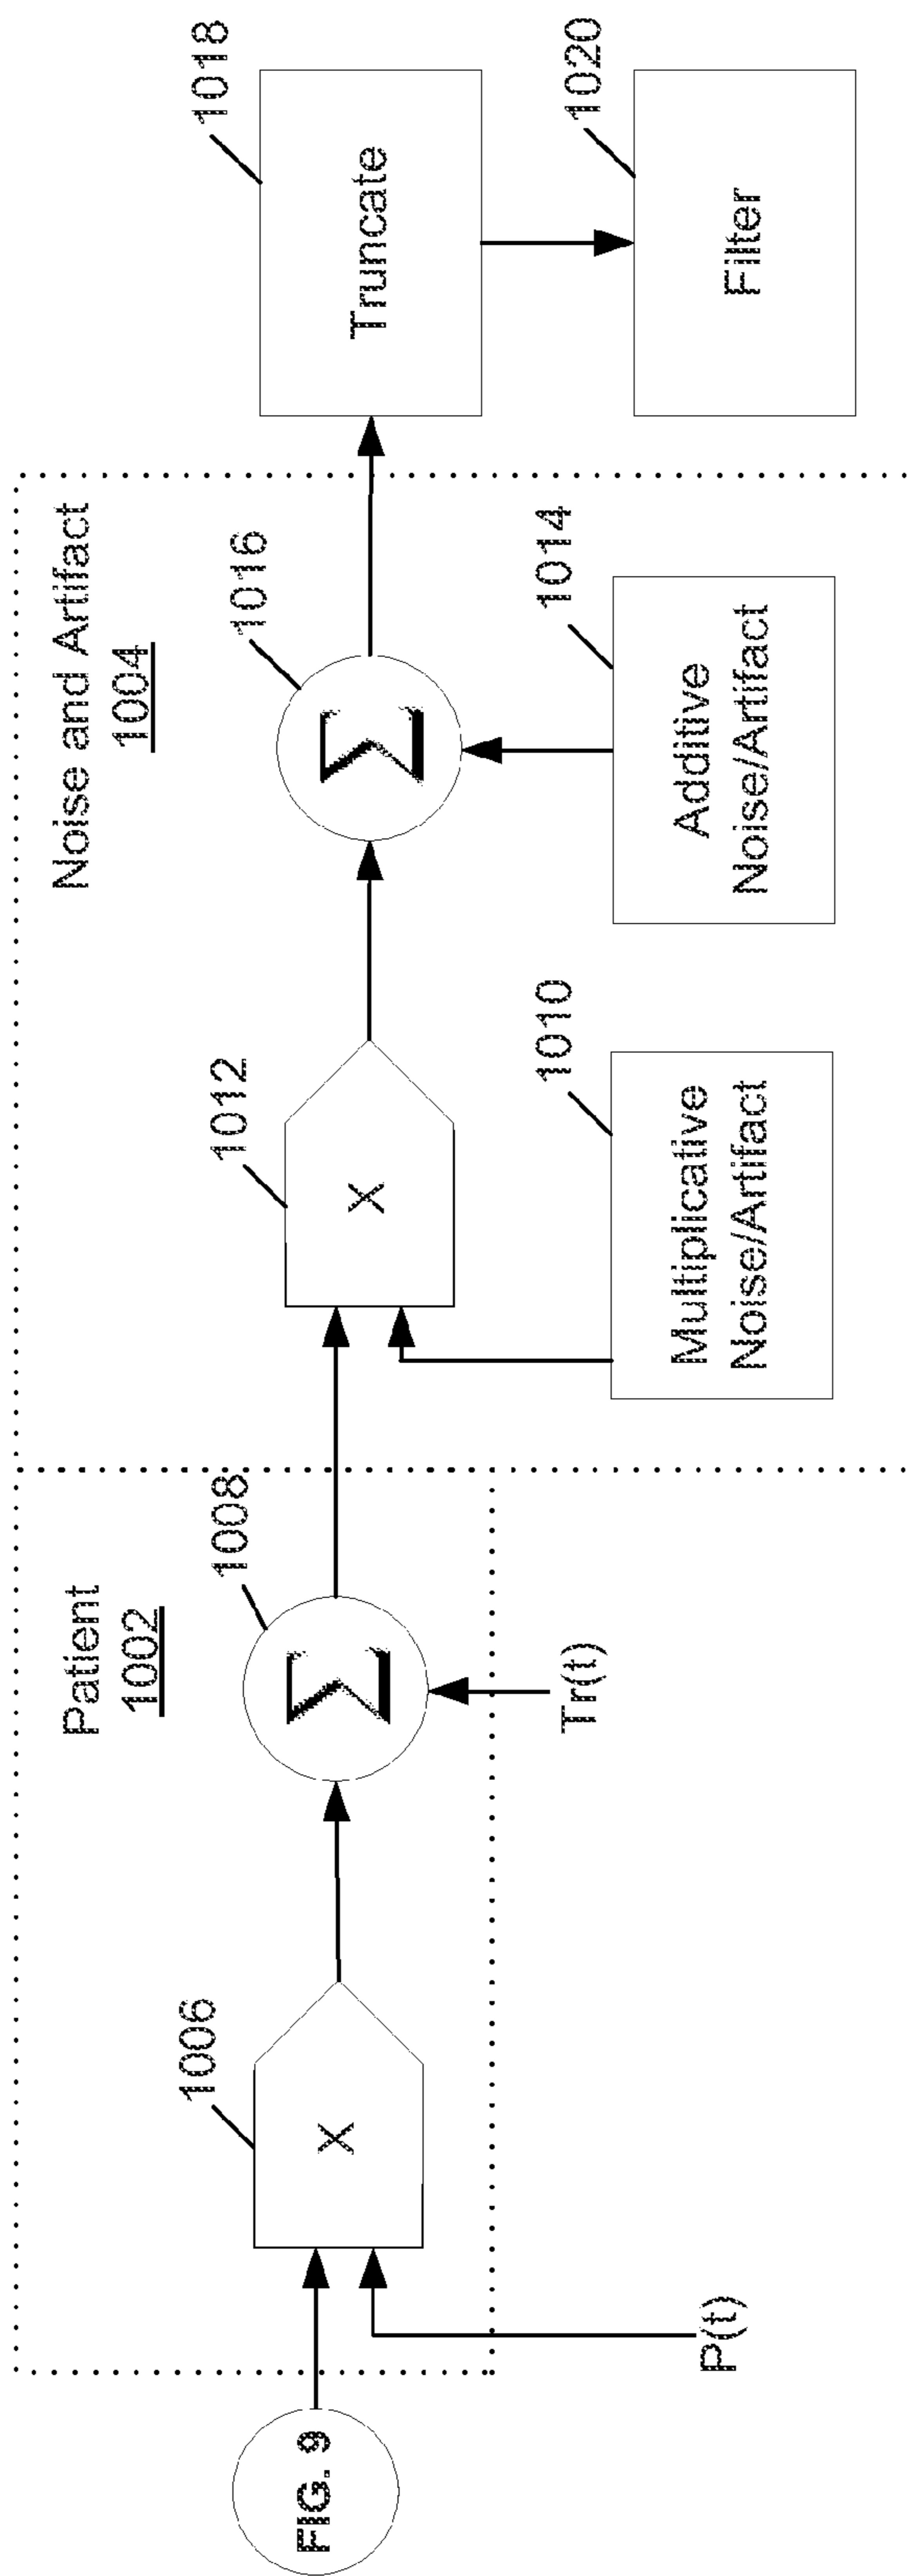 FIG. 9
P(t)
Patient
1002
1006
X
1008
Σ
Tr(t)
Noise and Artifact
1004
1012
X
1010
Multiplicative
Noise/Artifact
1016
Σ
1014
Additive
Noise/Artifact
1018
Truncate
1020
Filter